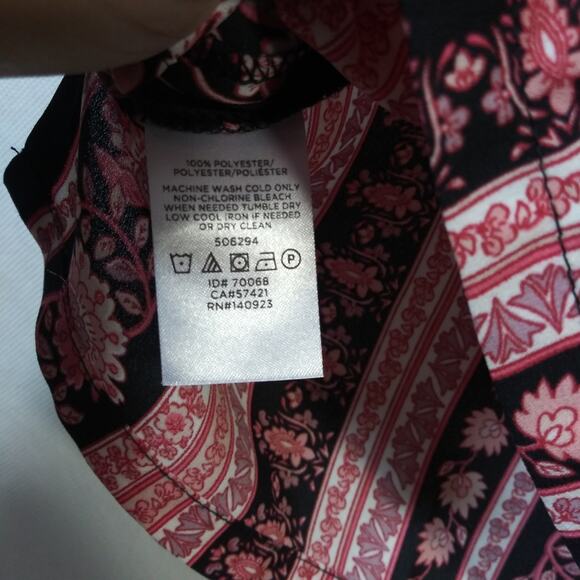 100% POLYESTER/
POLYESTER/POLIÉSTER
MACHINE WASH COLD ONLY
NON-CHLORINE BLEACH
WHEN NEEDED TUMBLE DRY
LOW COOL IRON IF NEEDED
OR DRY CLEAN
506294
P
ID# 70068
CA#57421
RN#140923